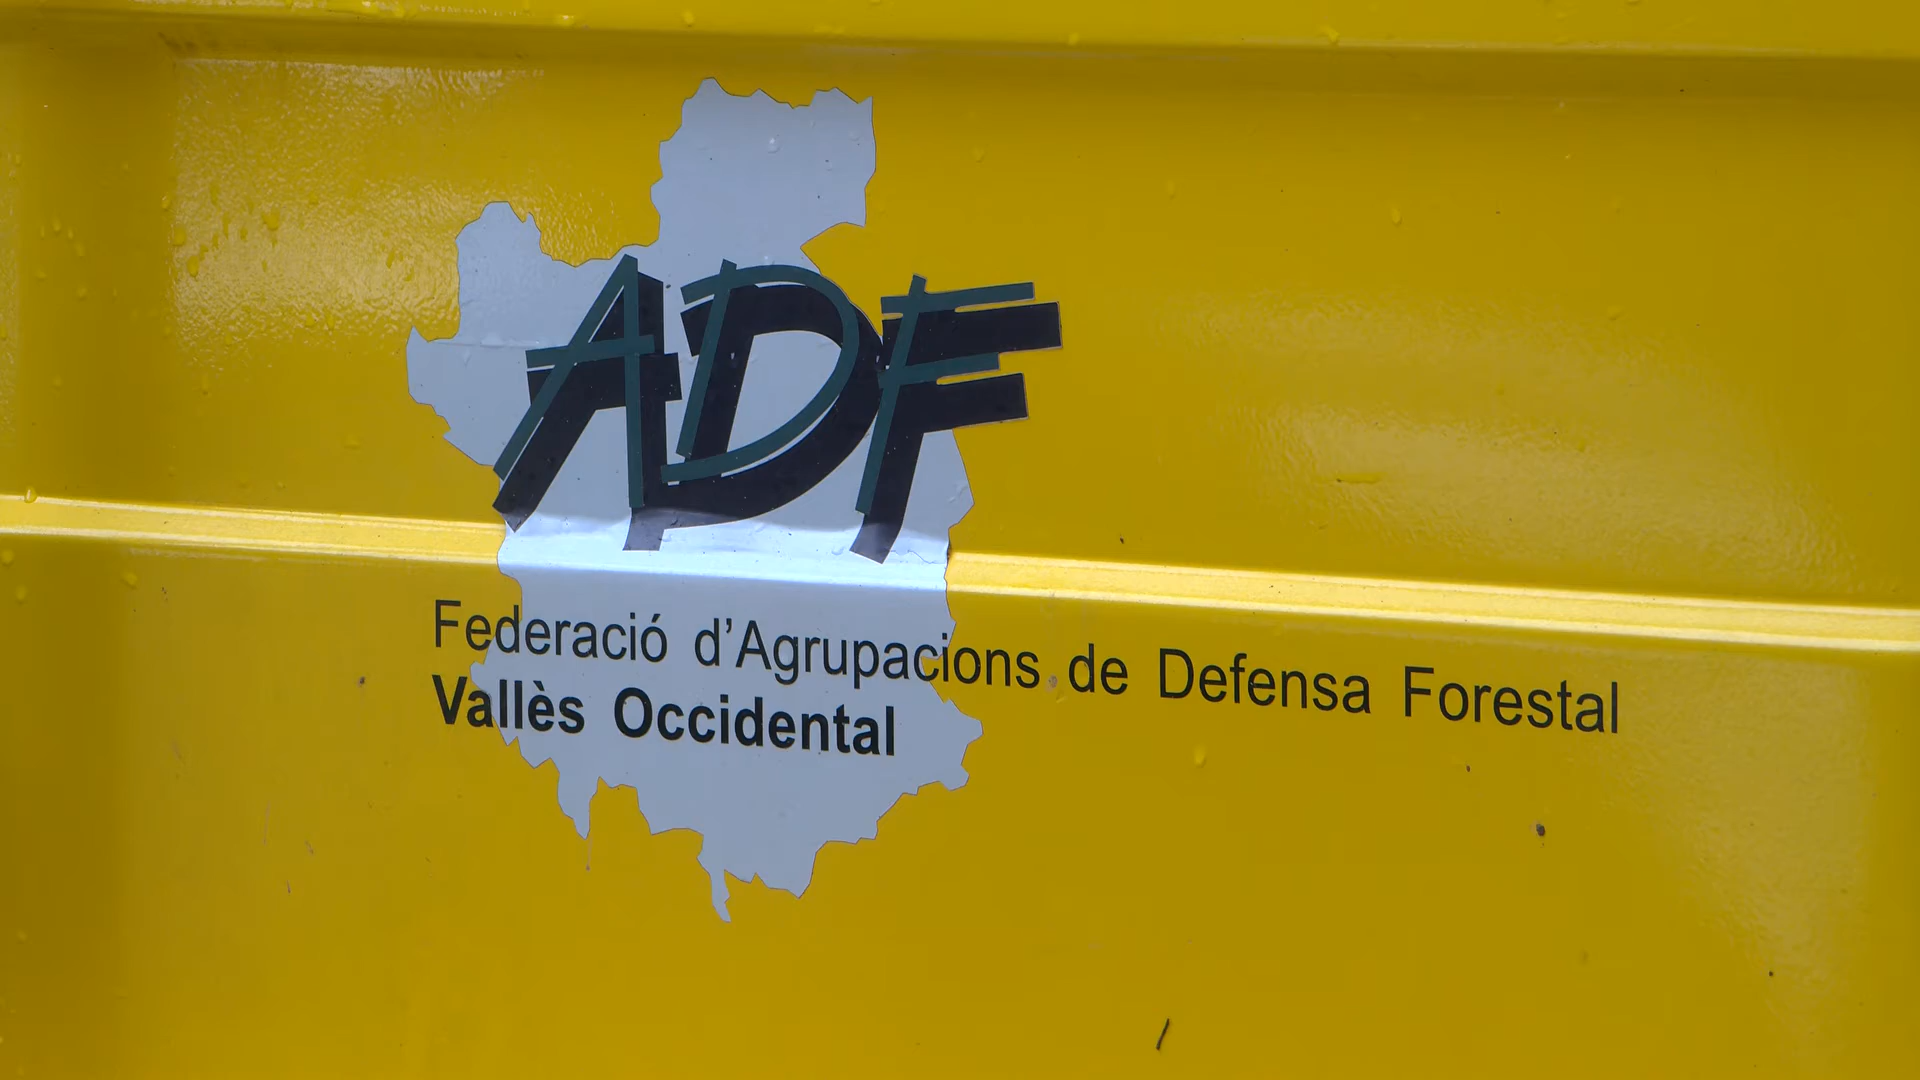 ADF
Federació d’Agrupacions de Defensa Forestal
Vallès Occidental